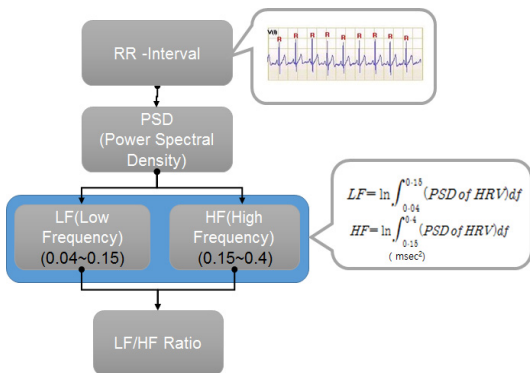 RR -Interval
V(6
R R R R R R R R R
PSD
(Power Spectral
Density)
LF(Low
Frequency)
(0.04~0.15)
HF(High
Frequency)
(0.15~0.4)
LF=ln∫0.04 0.15 (PSD of HRV)df
HF=ln∫0.15 0.4 (PSD of HRV)df
( msec²)
LF/HF Ratio